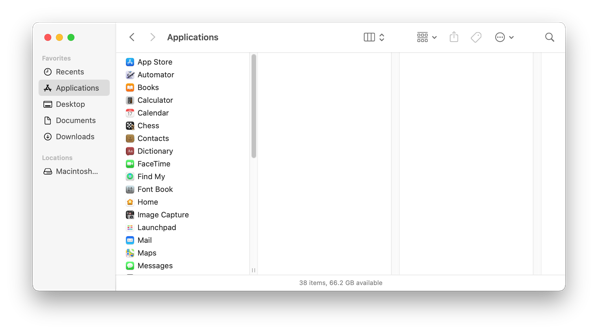 Applications
Favorites
Recents
Applications
Desktop
Documents
Downloads
Locations
Macintosh...
App Store
Automator
Books
Calculator
Calendar
Chess
Contacts
Dictionary
FaceTime
Find My
Font Book
Home
Image Capture
Launchpad
Mail
Maps
Messages
38 items, 66.2 GB available